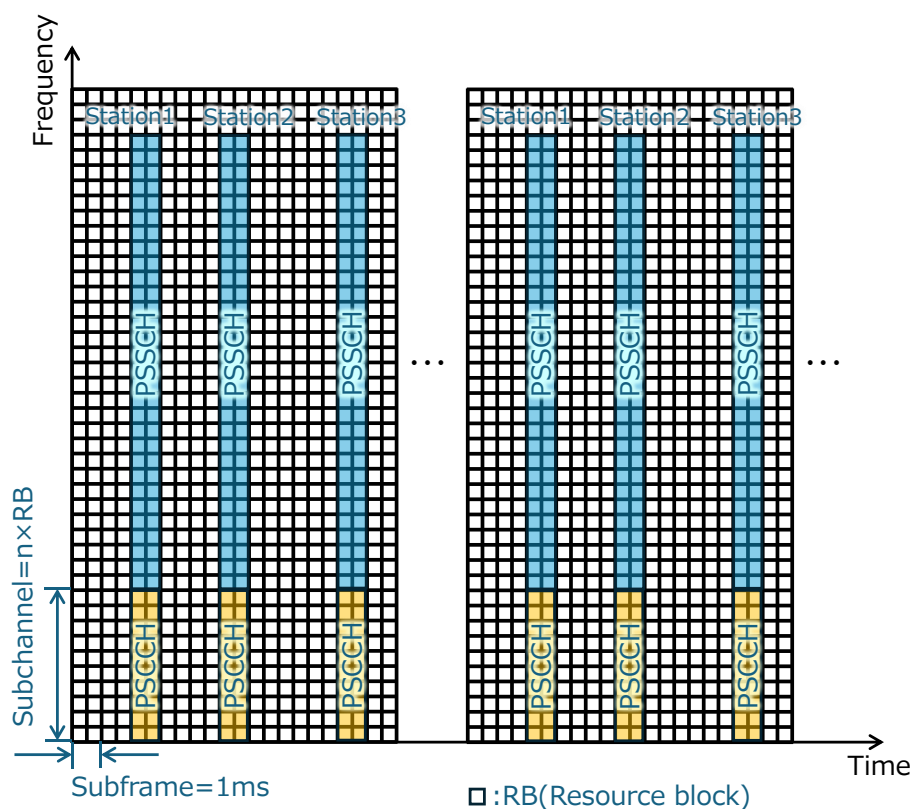 Frequency
Station1 Station2 Station3 Station1 Station2 Station3
PSSCH PSSCH PSSCH ... PSSCH PSSCH PSSCH ...
Subchannel=n×RB
PSCCH PSCCH PSCCH PSCCH PSCCH PSCCH
Time
Subframe=1ms
:RB(Resource block)